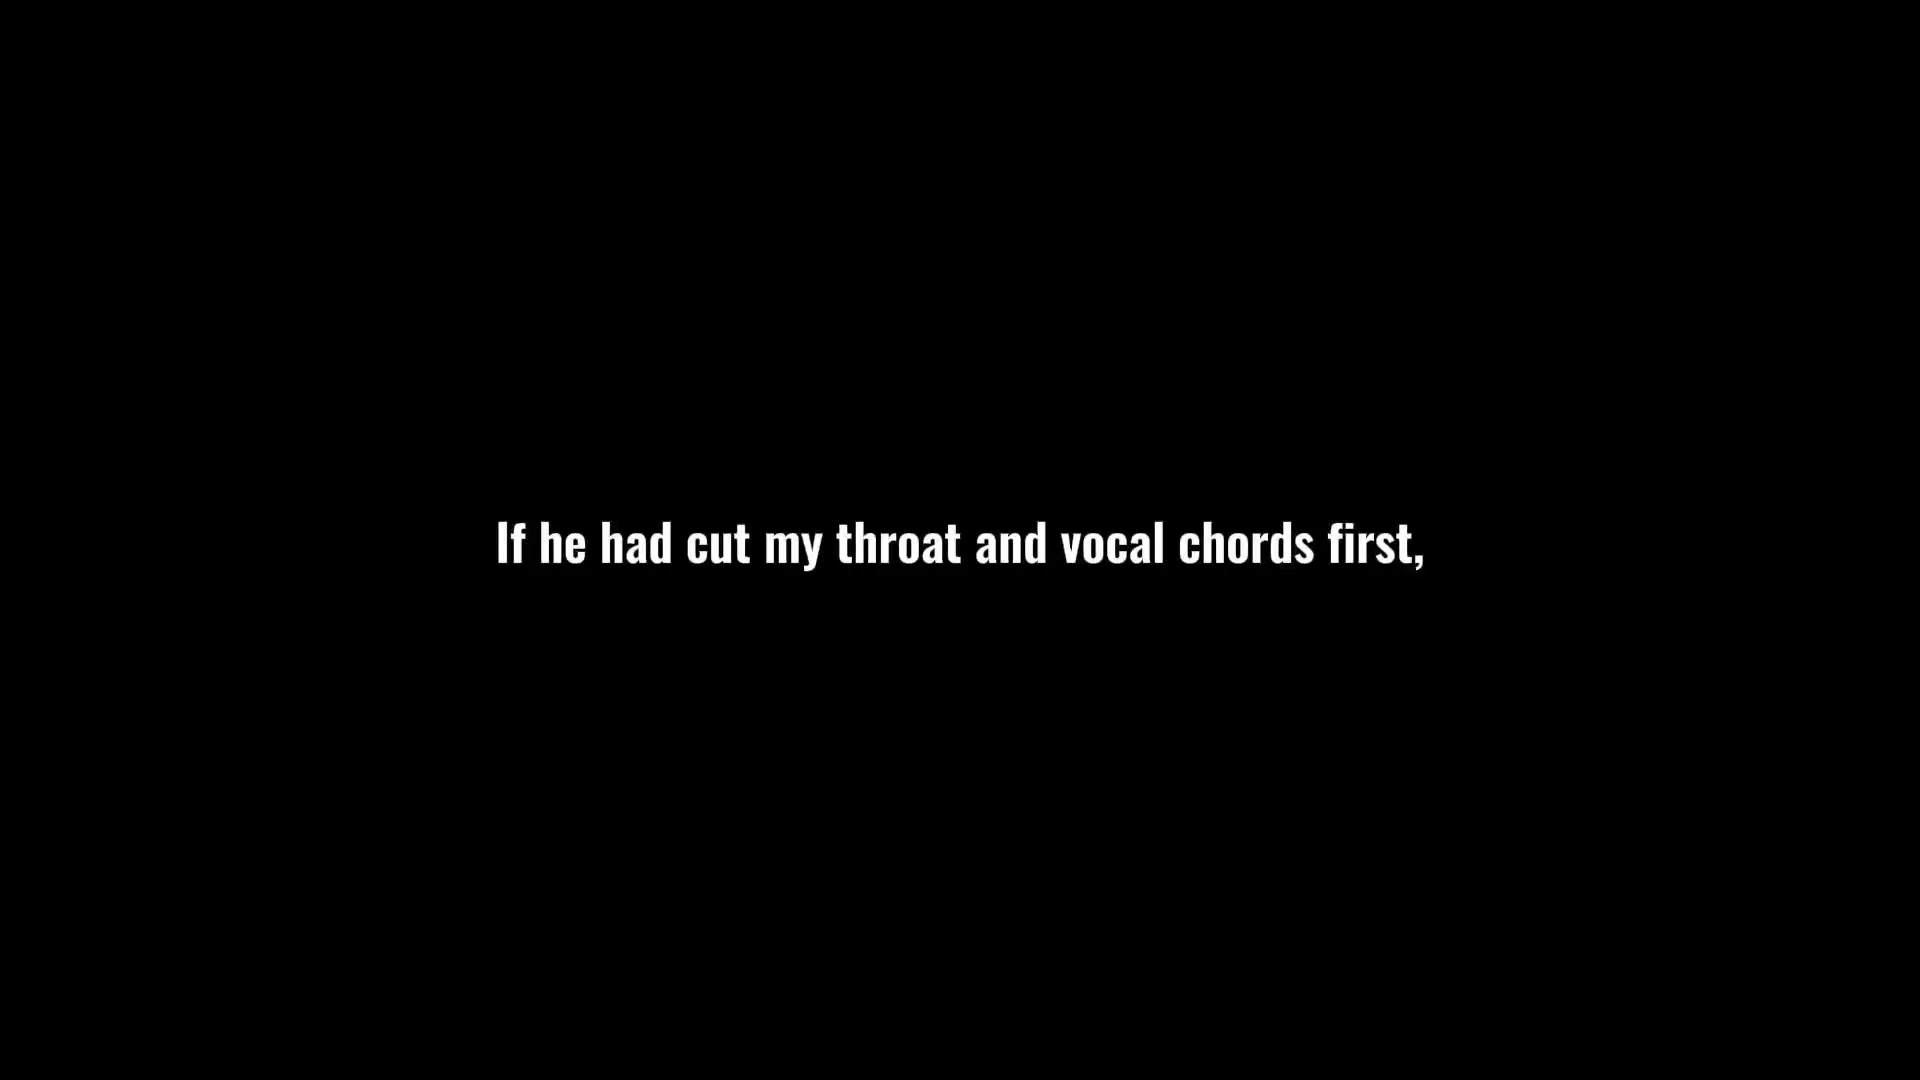 If he had cut my throat and vocal chords first,